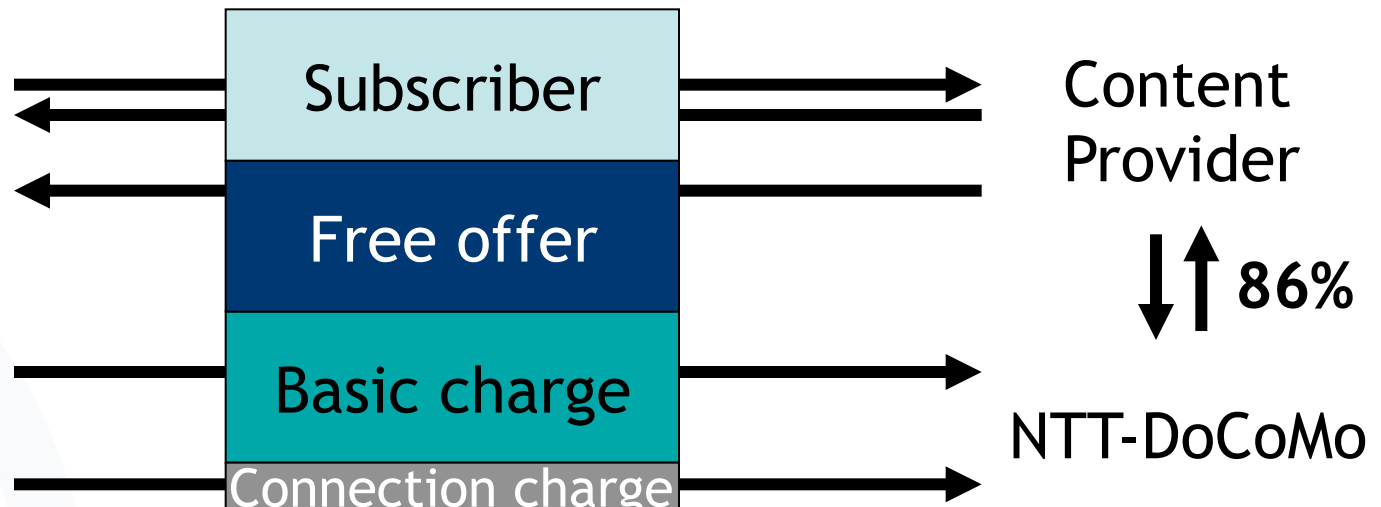 Subscriber
Content
Provider
Free offer
86%
Basic charge
NTT-DoCoMo
Connection charge